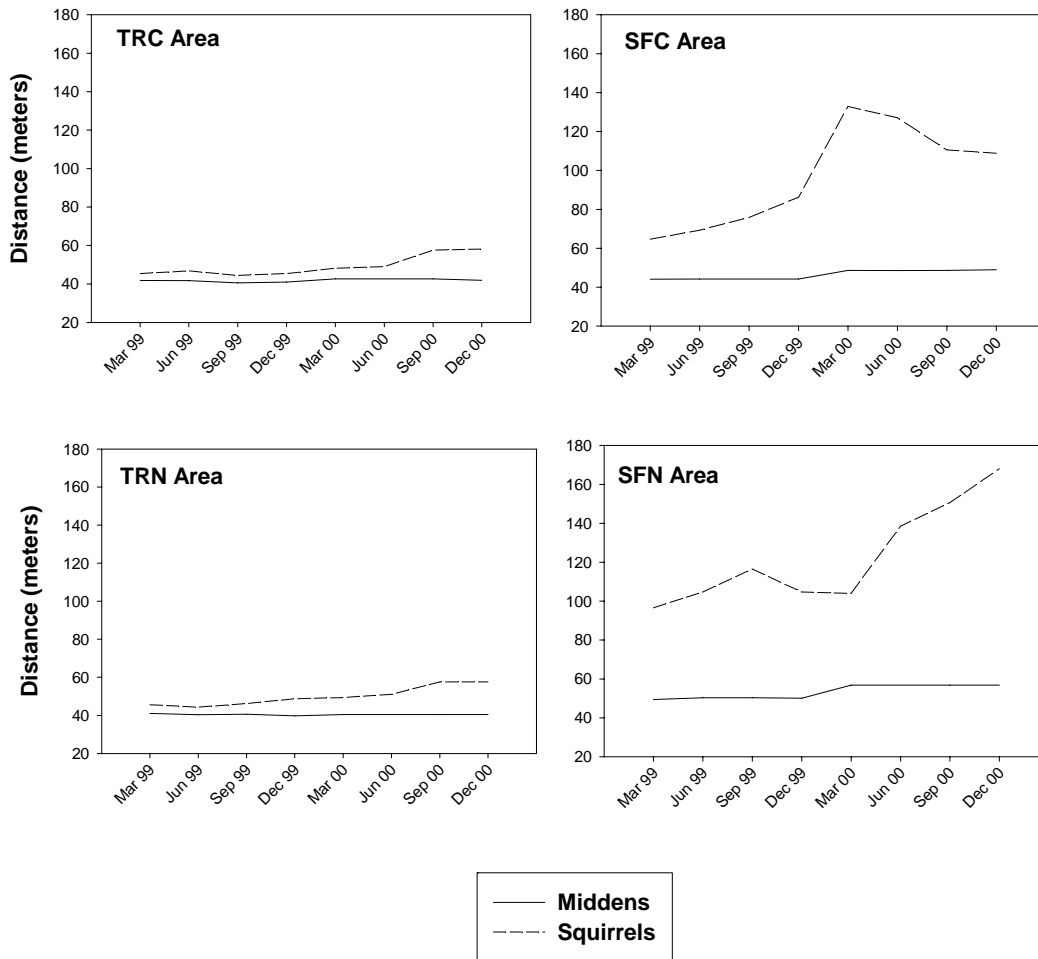 TRC Area
Distance (meters)
180
160
140
120
100
80
60
40
20
Mar 99
Jun 99
Sep 99
Dec 99
Mar 00
Jun 00
Sep 00
Dec 00
SFC Area
180
160
140
120
100
80
60
40
20
Mar 99
Jun 99
Sep 99
Dec 99
Mar 00
Jun 00
Sep 00
Dec 00
TRN Area
Distance (meters)
180
160
140
120
100
80
60
40
20
Mar 99
Jun 99
Sep 99
Dec 99
Mar 00
Jun 00
Sep 00
Dec 00
SFN Area
180
160
140
120
100
80
60
40
20
Mar 99
Jun 99
Sep 99
Dec 99
Mar 00
Jun 00
Sep 00
Dec 00
Middens
Squirrels